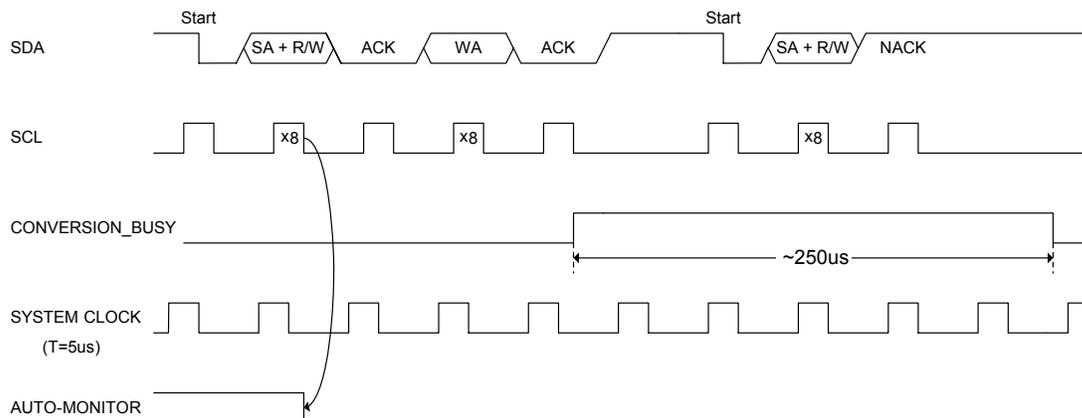 Start Start
SDA SA + R/W ACK WA ACK SA + R/W NACK
SCL x8 x8 x8
CONVERSION_BUSY
~250us
SYSTEM CLOCK
(T=5us)
AUTO-MONITOR